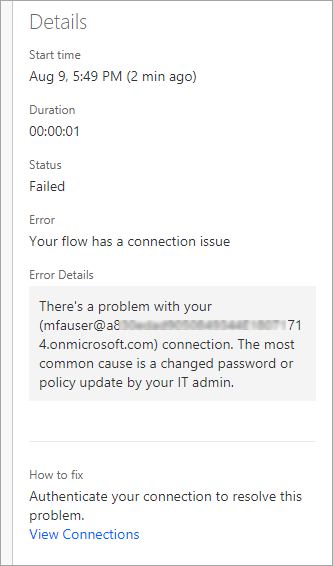 Details
Start time
Aug 9, 5:49 PM (2 min ago)
Duration
00:00:01
Status
Failed
Error
Your flow has a connection issue
Error Details
There's a problem with your
(mfauser@a8
4.onmicrosoft.com) connection. The most
common cause is a changed password or
policy update by your IT admin.
How to fix
Authenticate your connection to resolve this
problem.
View Connections